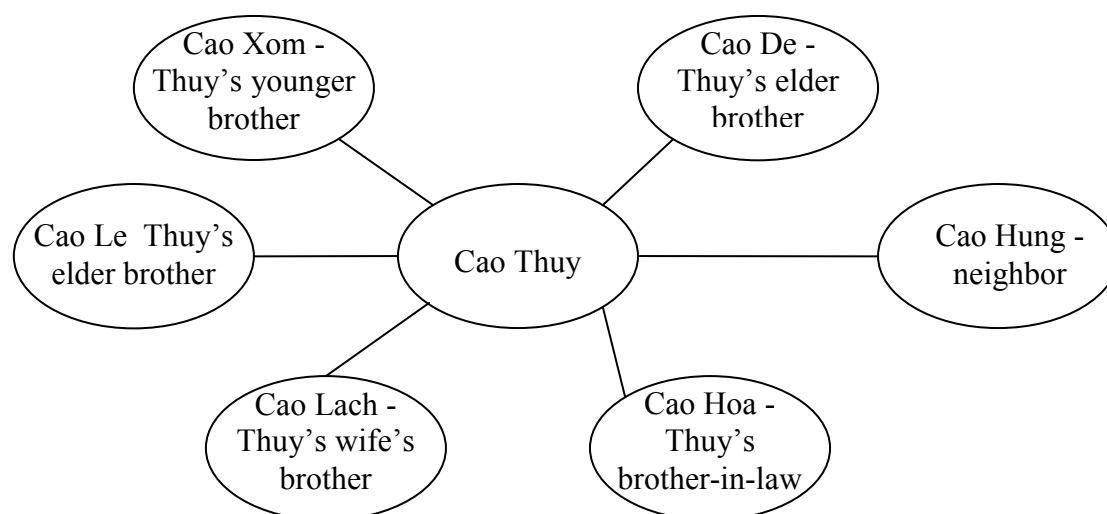 Cao Xom -
Thuy's younger
brother
Cao De -
Thuy's elder
brother
Cao Le Thuy's
elder brother
Cao Thuy
Cao Hung -
neighbor
Cao Lach -
Thuy's wife's
brother
Cao Hoa -
Thuy's
brother-in-law